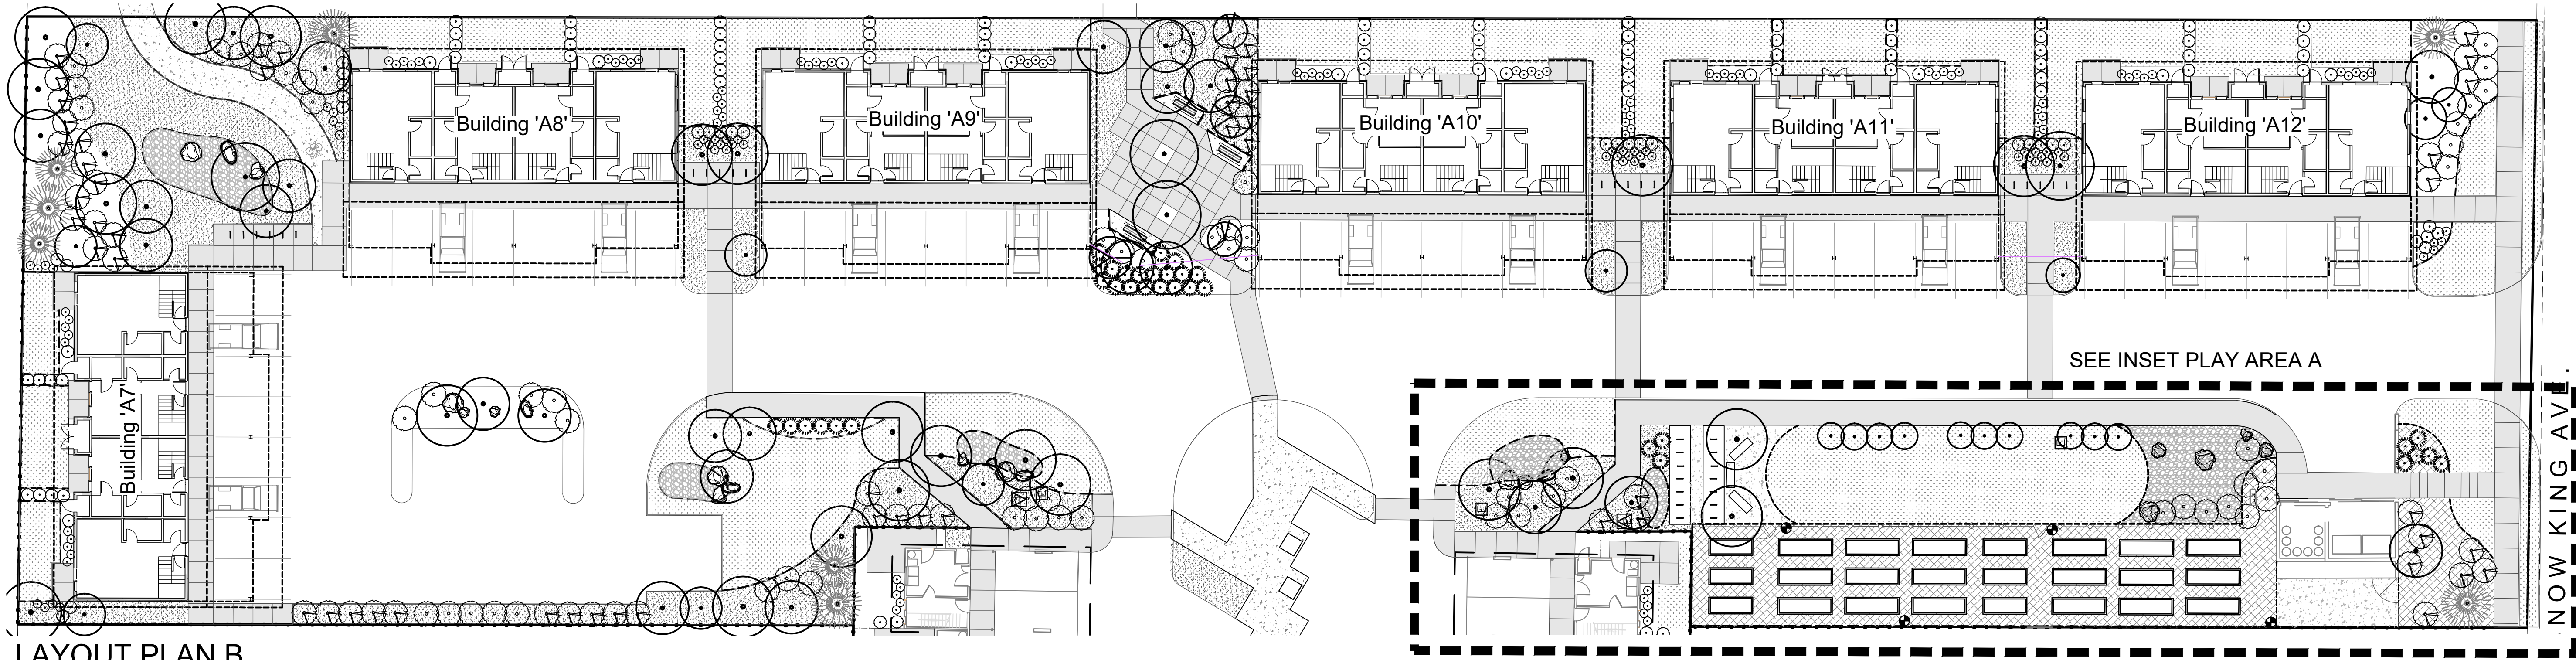 Building 'A8'
Building 'A9'
Building 'A10'
Building 'A11'
Building 'A12'
SEE INSET PLAY AREA A
Building 'A7'
NOW KING AVE.
LAYOUT PLAN B